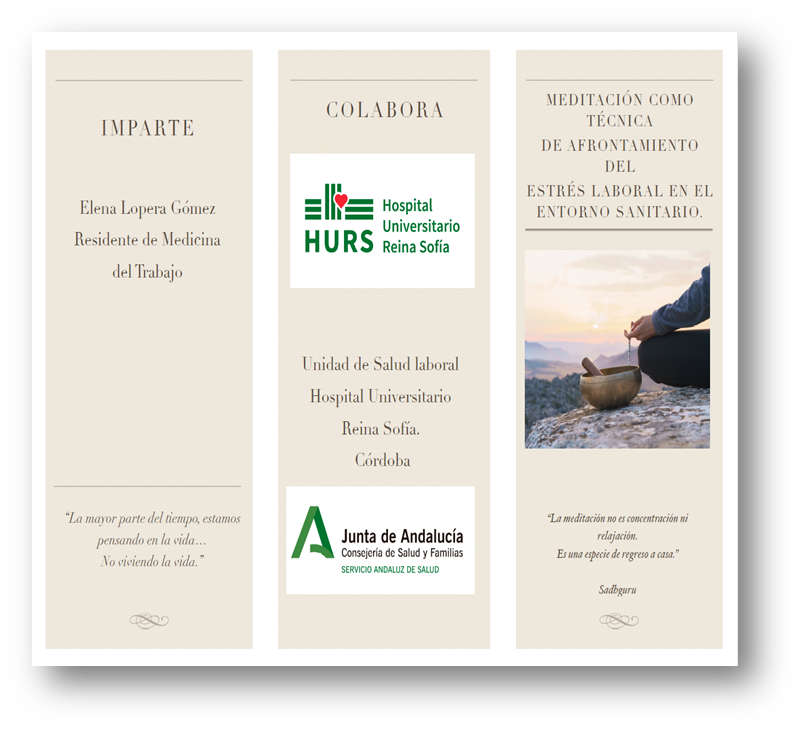 IMPARTE
Elena Lopera Gómez
Residente de Medicina
del Trabajo
“La mayor parte del tiempo, estamos
pensando en la vida…
No viviendo la vida.”
COLABORA
HURS
Hospital
Universitario
Reina Sofía
Unidad de Salud laboral
Hospital Universitario
Reina Sofía.
Córdoba
Junta de Andalucía
Consejería de Salud y Familias
SERVICIO ANDALUZ DE SALUD
MEDITACIÓN COMO
TÉCNICA
DE AFRONTAMIENTO
DEL
ESTRÉS LABORAL EN EL
ENTORNO SANITARIO.
“La meditación no es concentración ni
relajación.
Es una especie de regreso a casa.”
Sadhguru